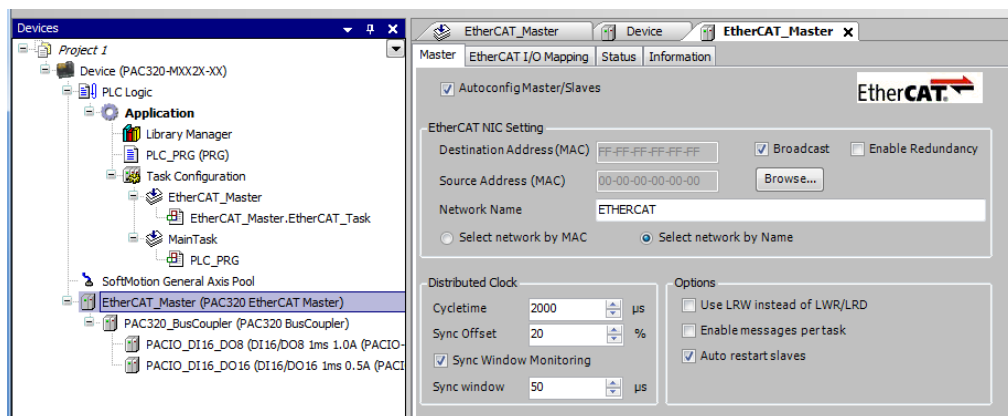 Devices
Project 1
Device (PAC320-MXX2X-XX)
PLC Logic
Application
Library Manager
PLC_PRG (PRG)
Task Configuration
EtherCAT_Master
EtherCAT_Master.EtherCAT_Task
MainTask
PLC_PRG
SoftMotion General Axis Pool
EtherCAT_Master (PAC320 EtherCAT Master)
PAC320_BusCoupler (PAC320 BusCoupler)
PACIO_DI16_DO8 (DI16/DO8 1ms 1.0A (PACIO-
PACIO_DI16_DO16 (DI16/DO16 1ms 0.5A (PACI
EtherCAT_Master Device EtherCAT_Master X
Master EtherCAT I/O Mapping Status Information
Autoconfig Master/Slaves
EtherCAT.
EtherCAT NIC Setting
Destination Address (MAC) FF-FF-FF-FF-FF-FF Broadcast Enable Redundancy
Source Address (MAC) 00-00-00-00-00-00 Browse...
Network Name ETHERCAT
Select network by MAC Select network by Name
Distributed Clock
Cycletime 2000 µs
Sync Offset 20 %
Sync Window Monitoring
Sync window 50 µs
Options
Use LRW instead of LWR/LRD
Enable messages per task
Auto restart slaves